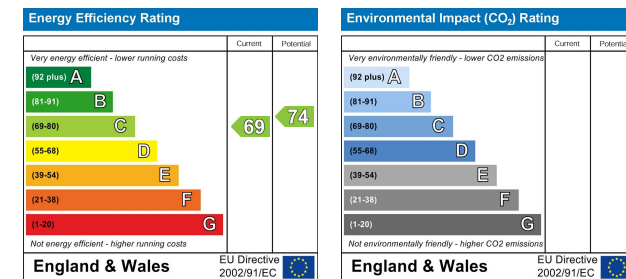 Energy Efficiency Rating
Current Potential
Very energy efficient - lower running costs
(92 plus) A
(81-91) B
(69-80) C
(55-68) D
(39-54) E
(21-38) F
(1-20) G
69
74
Not energy efficient - higher running costs
England & Wales
EU Directive
2002/91/EC
Environmental Impact (CO₂) Rating
Current Potential
Very environmentally friendly - lower CO2 emissions
(92 plus) A
(81-91) B
(69-80) C
(55-68) D
(39-54) E
(21-38) F
(1-20) G
Not environmentally friendly - higher CO2 emissions
England & Wales
EU Directive
2002/91/EC